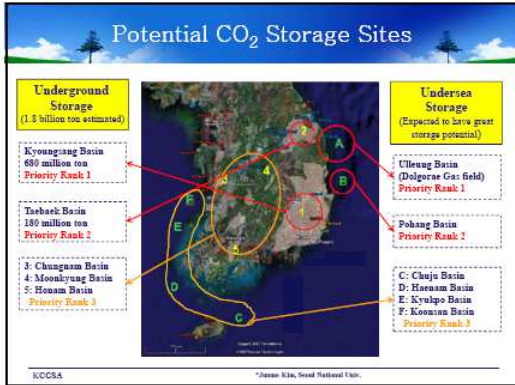 Potential CO₂ Storage Sites
Underground
Storage
(1.8 billion ton estimated)
Kyoungsang Basin
680 million ton
Priority Rank 1
Taebaek Basin
180 million ton
Priority Rank 2
3: Chungnam Basin
4: Moonkyung Basin
5: Honam Basin
Priority Rank 3
2
A
B
3
4
1
F
E
5
D
C
Undersea
Storage
(Expected to have great
storage potential)
Ulleung Basin
(Dolgorae Gas field)
Priority Rank 1
Pohang Basin
Priority Rank 2
C: Chuju Basin
D: Haenam Basin
E: Kyukpo Basin
F: Koonsan Basin
Priority Rank 3
KCCSA
*Junmo Kim, Seoul National Univ.